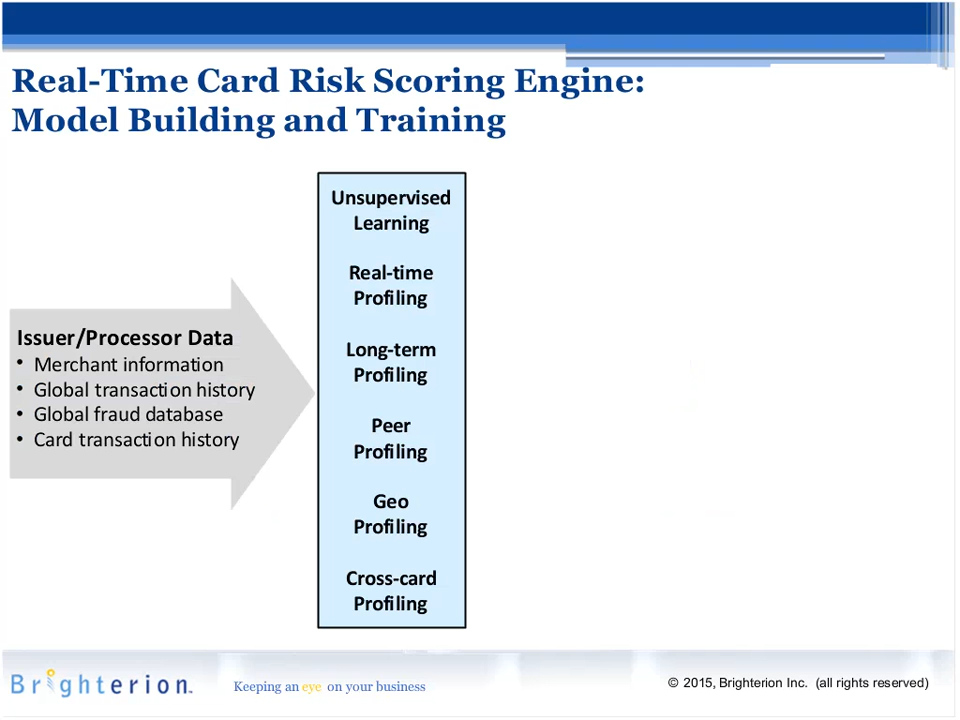 Real-Time Card Risk Scoring Engine:
Model Building and Training
Issuer/Processor Data
• Merchant information
• Global transaction history
• Global fraud database
• Card transaction history
Unsupervised
Learning
Real-time
Profiling
Long-term
Profiling
Peer
Profiling
Geo
Profiling
Cross-card
Profiling
Brighterion™
Keeping an eye on your business
© 2015, Brighterion Inc. (all rights reserved)